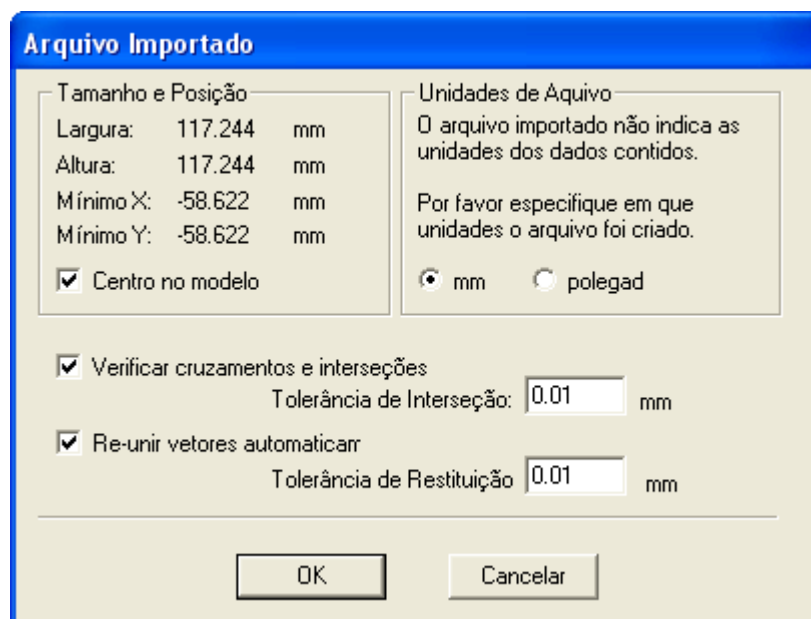 Arquivo Importado
Tamanho e Posição
Largura: 117.244 mm
Altura: 117.244 mm
Mínimo X: -58.622 mm
Mínimo Y: -58.622 mm
Centro no modelo
Unidades de Aquivo
O arquivo importado não indica as
unidades dos dados contidos.
Por favor especifique em que
unidades o arquivo foi criado.
mm polegad
Verificar cruzamentos e interseções
Tolerância de Interseção: 0.01 mm
Re-unir vetores automaticam
Tolerância de Restituição 0.01 mm
OK Cancelar